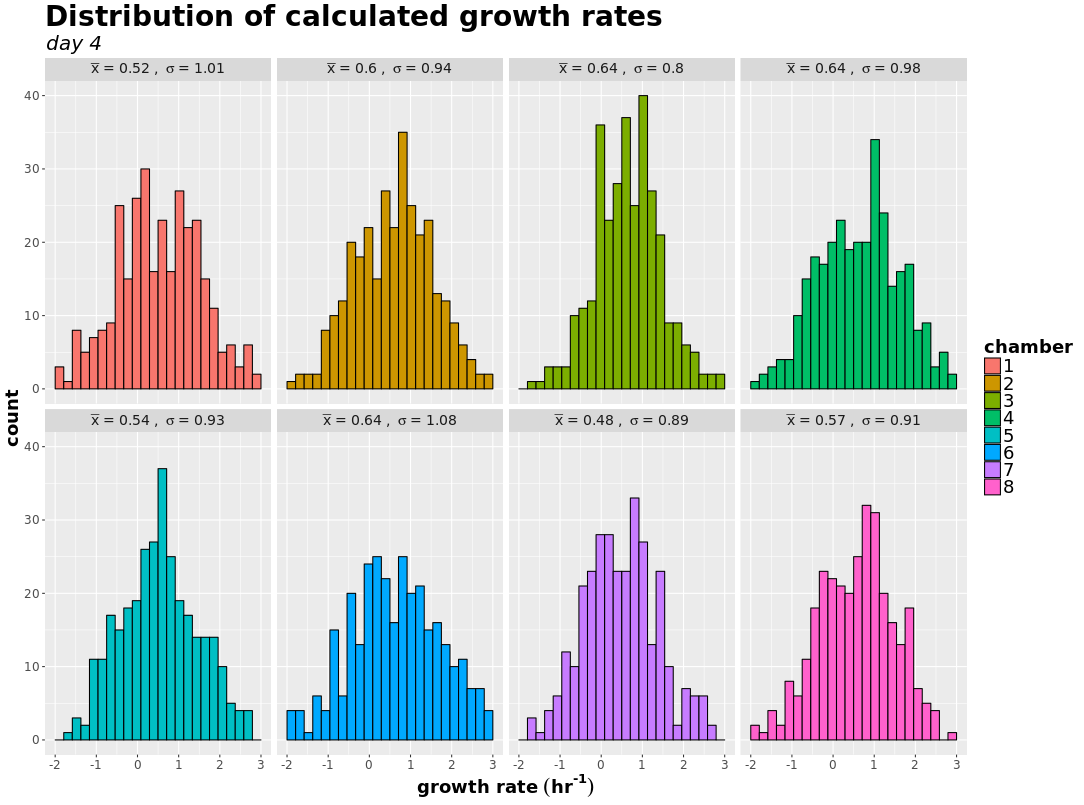 Distribution of calculated growth rates
day 4
x̅ = 0.52 , σ = 1.01
x̅ = 0.6 , σ = 0.94
x̅ = 0.64 , σ = 0.8
x̅ = 0.64 , σ = 0.98
40
30
20
10
0
x̅ = 0.54 , σ = 0.93
x̅ = 0.64 , σ = 1.08
x̅ = 0.48 , σ = 0.89
x̅ = 0.57 , σ = 0.91
40
30
20
10
0
-2 -1 0 1 2 3
-2 -1 0 1 2 3
-2 -1 0 1 2 3
-2 -1 0 1 2 3
count
growth rate (hr⁻¹)
chamber
1
2
3
4
5
6
7
8